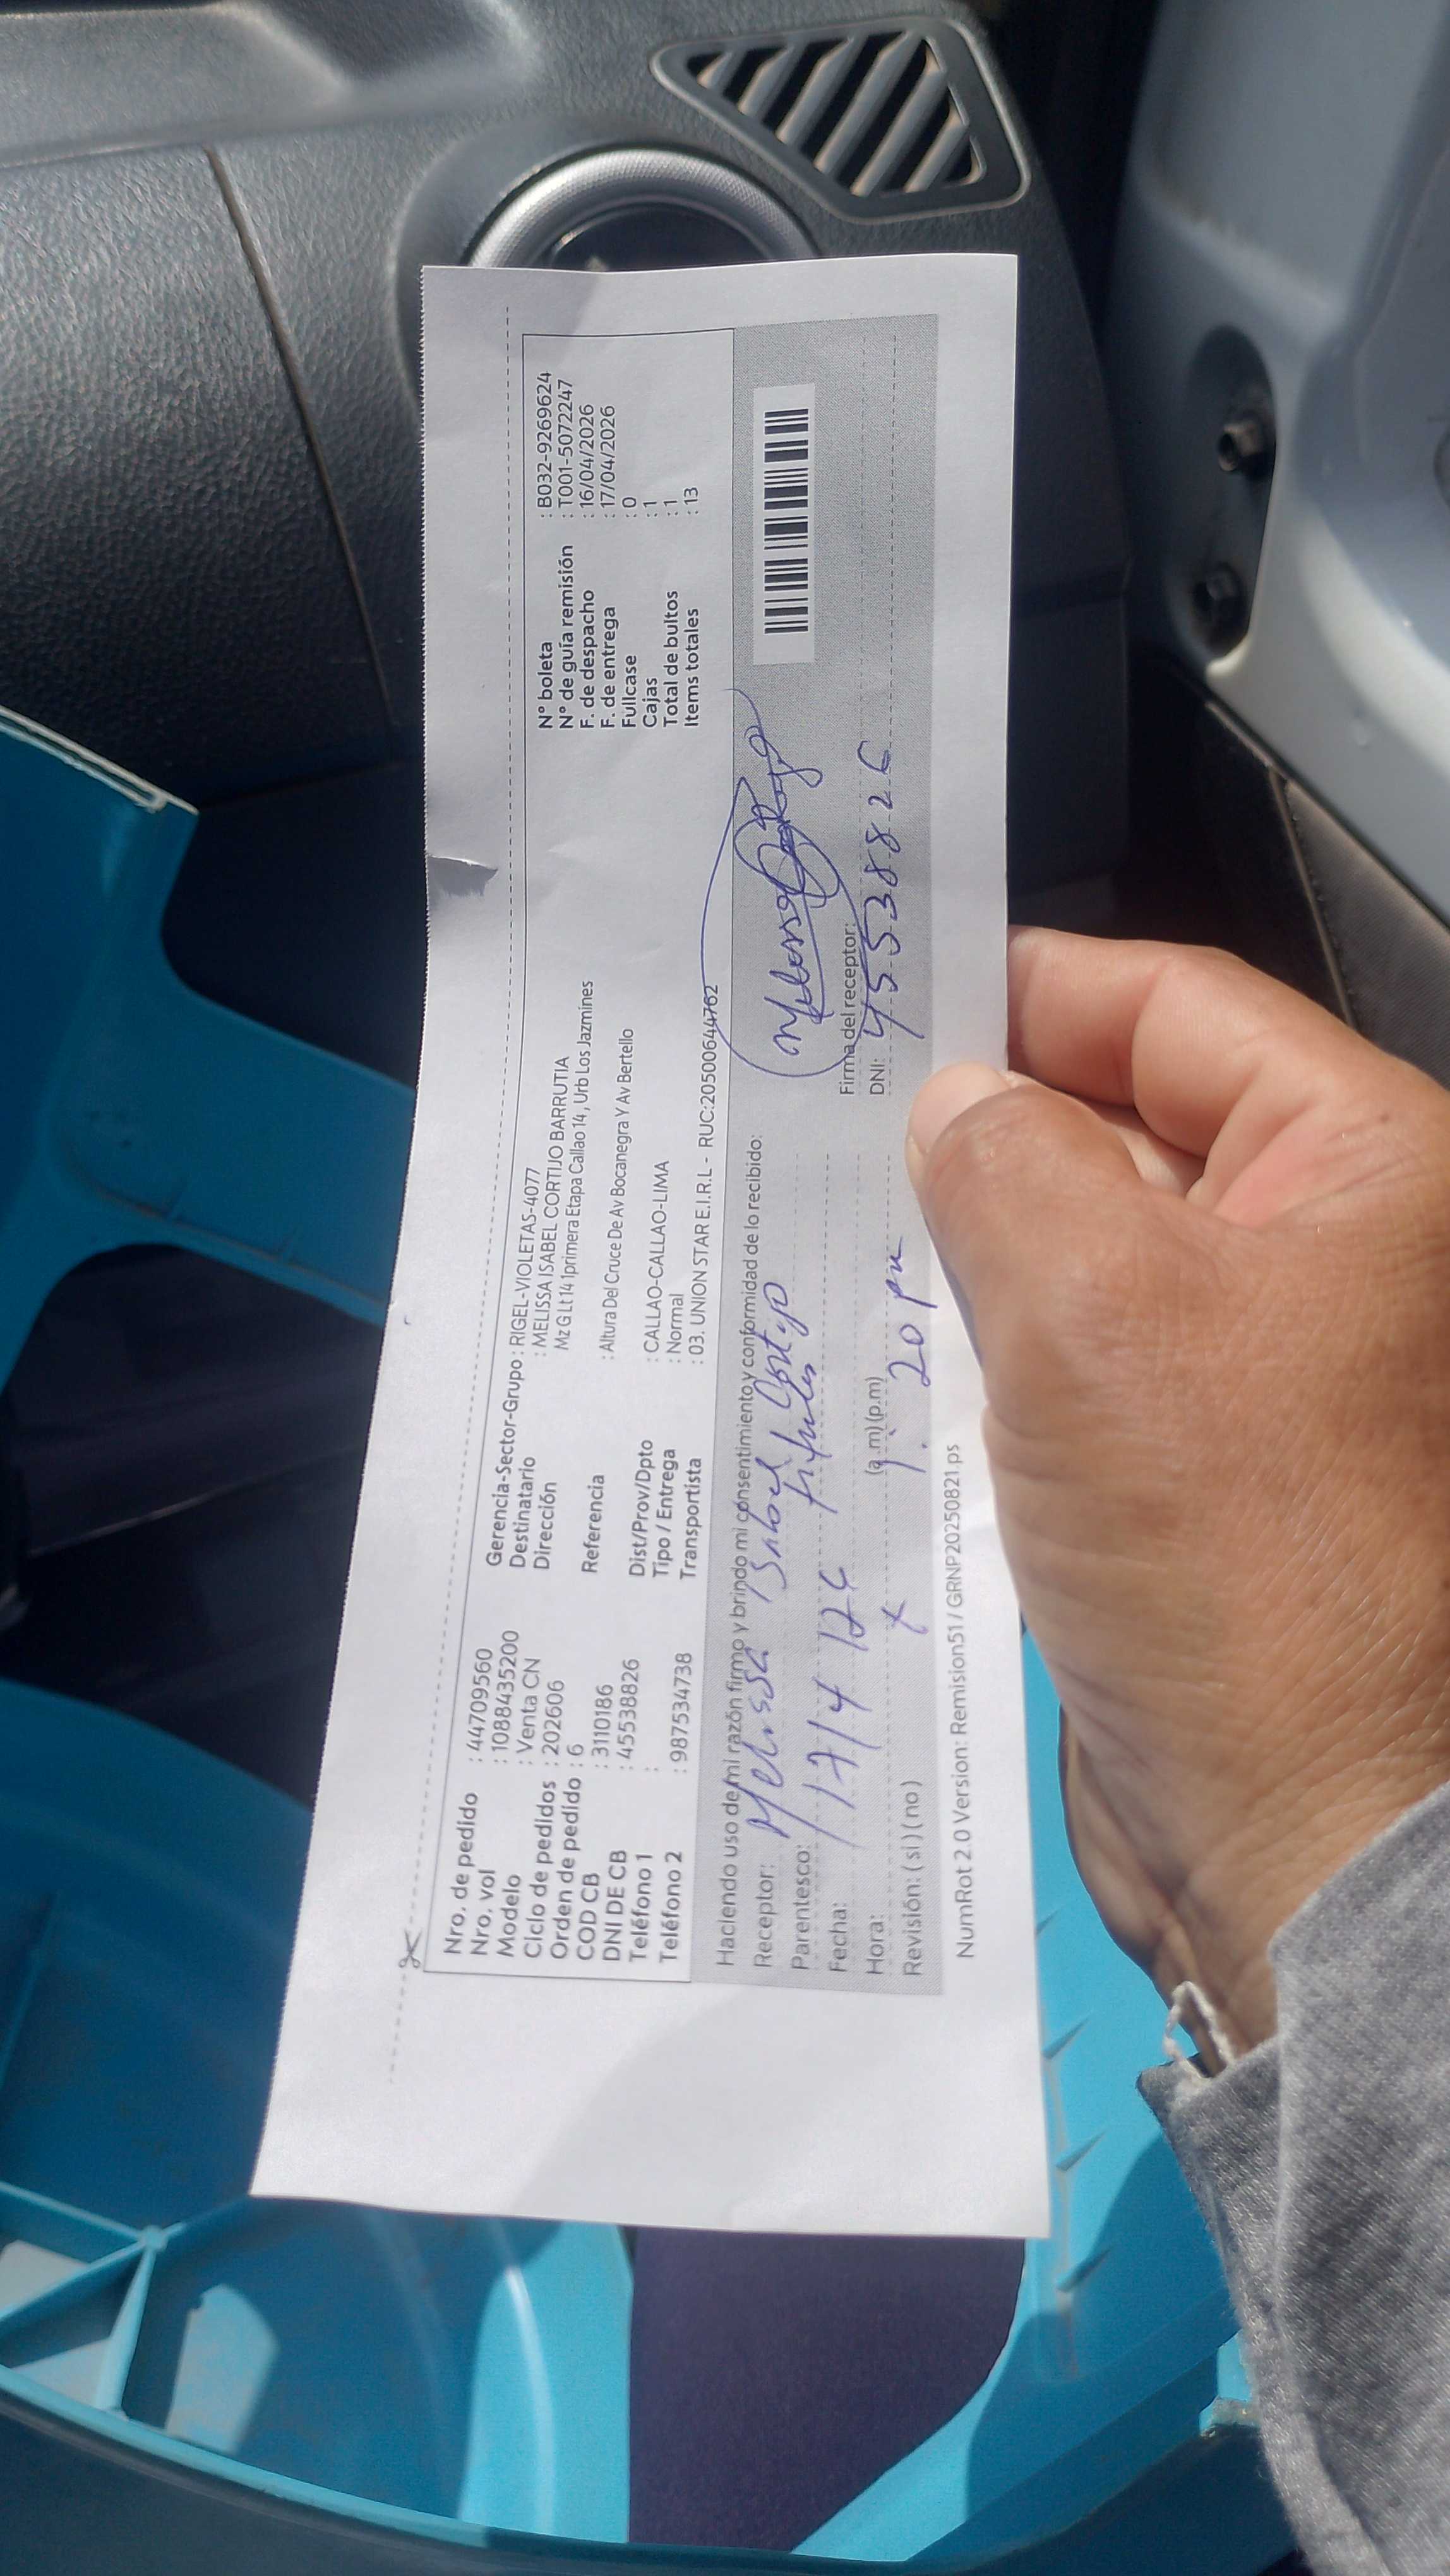 Nro. de pedido : 44709560
Nro. vol : 1088435200
Modelo : Venta CN
Ciclo de pedidos : 202606
Orden de pedido : 6
COD CB : 3110186
DNI DE CB : 45538826
Teléfono 1 :
Teléfono 2 : 987534738
Gerencia-Sector-Grupo : RIGEL-VIOLETAS-4077
Destinatario : MELISSA ISABEL CORTIJO BARRUTIA
Dirección Mz G Lt 14 1primera Etapa Callao 14, Urb Los Jazmines
Referencia : Altura Del Cruce De Av Bocanegra Y Av Bertello
Dist/Prov/Dpto : CALLAO-CALLAO-LIMA
Tipo / Entrega : Normal
Transportista : 03. UNION STAR E.I.R.L - RUC:20500644762
N° boleta : B032-9269624
N° de guía remisión : T001-5072247
F. de despacho : 16/04/2026
F. de entrega : 17/04/2026
Fullcase : 0
Cajas : 1
Total de bultos : 1
Items totales : 13
Haciendo uso de mi razón firmo y brindo mi consentimiento y conformidad de lo recibido:
Receptor: Melissa Isabel Cortijo
Parentesco: titular
Fecha: 17/4/26
Hora: (a.m) (p.m)
1. 20 pm
Revisión: (si) (no) x
Firma del receptor:
DNI: 45538826
NumRot 2.0 Version: Remision51 / GRNP20250821.ps